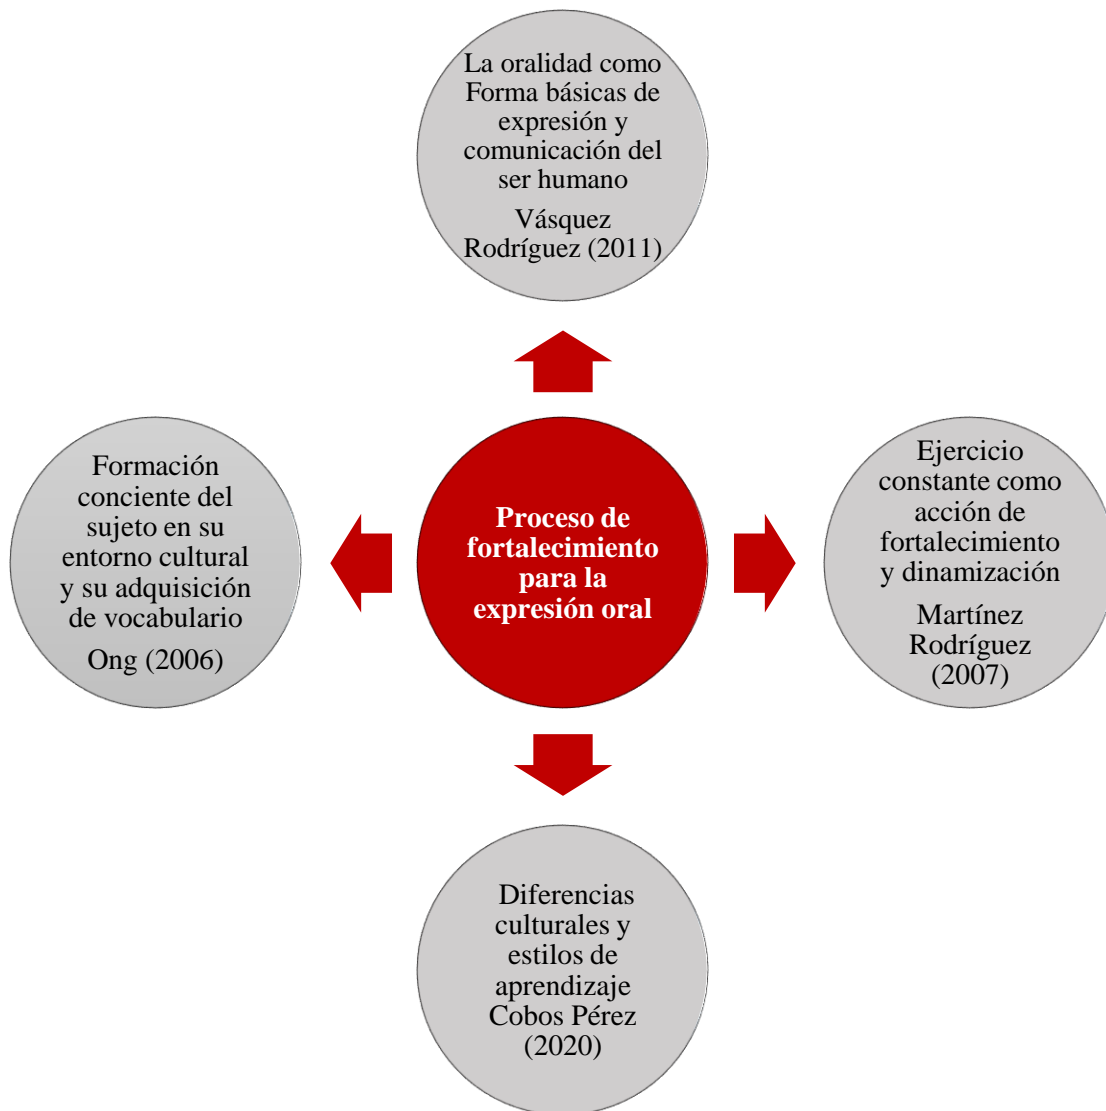 La oralidad como
Forma básicas de
expresión y
comunicación del
ser humano
Vásquez
Rodríguez (2011)
Formación
conciente del
sujeto en su
entorno cultural
y su adquisición
de vocabulario
Ong (2006)
Proceso de
fortalecimiento
para la
expresión oral
Ejercicio
constante como
acción de
fortalecimiento
y dinamización
Martínez
Rodríguez
(2007)
Diferencias
culturales y
estilos de
aprendizaje
Cobos Pérez
(2020)